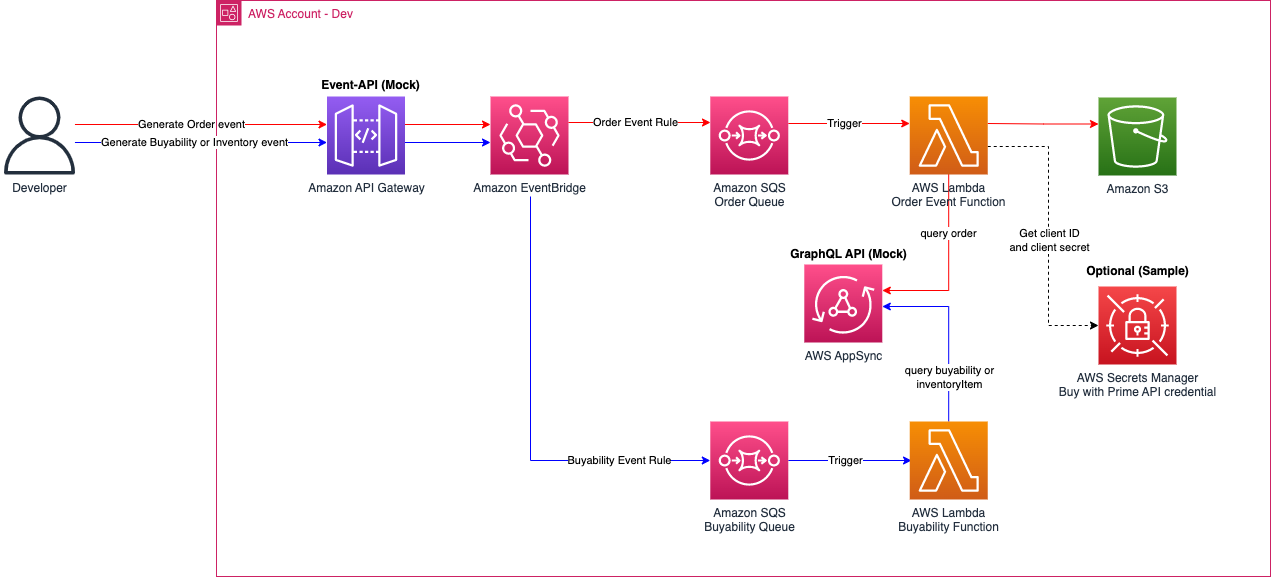 AWS Account - Dev
Event-API (Mock)
Generate Order event
Generate Buyability or Inventory event
Developer
Amazon API Gateway
Amazon EventBridge
Order Event Rule
Amazon SQS
Order Queue
Trigger
AWS Lambda
Order Event Function
Amazon S3
query order
Get client ID
and client secret
GraphQL API (Mock)
AWS AppSync
Optional (Sample)
AWS Secrets Manager
Buy with Prime API credential
query buyability or
inventoryItem
Buyability Event Rule
Amazon SQS
Buyability Queue
Trigger
AWS Lambda
Buyability Function